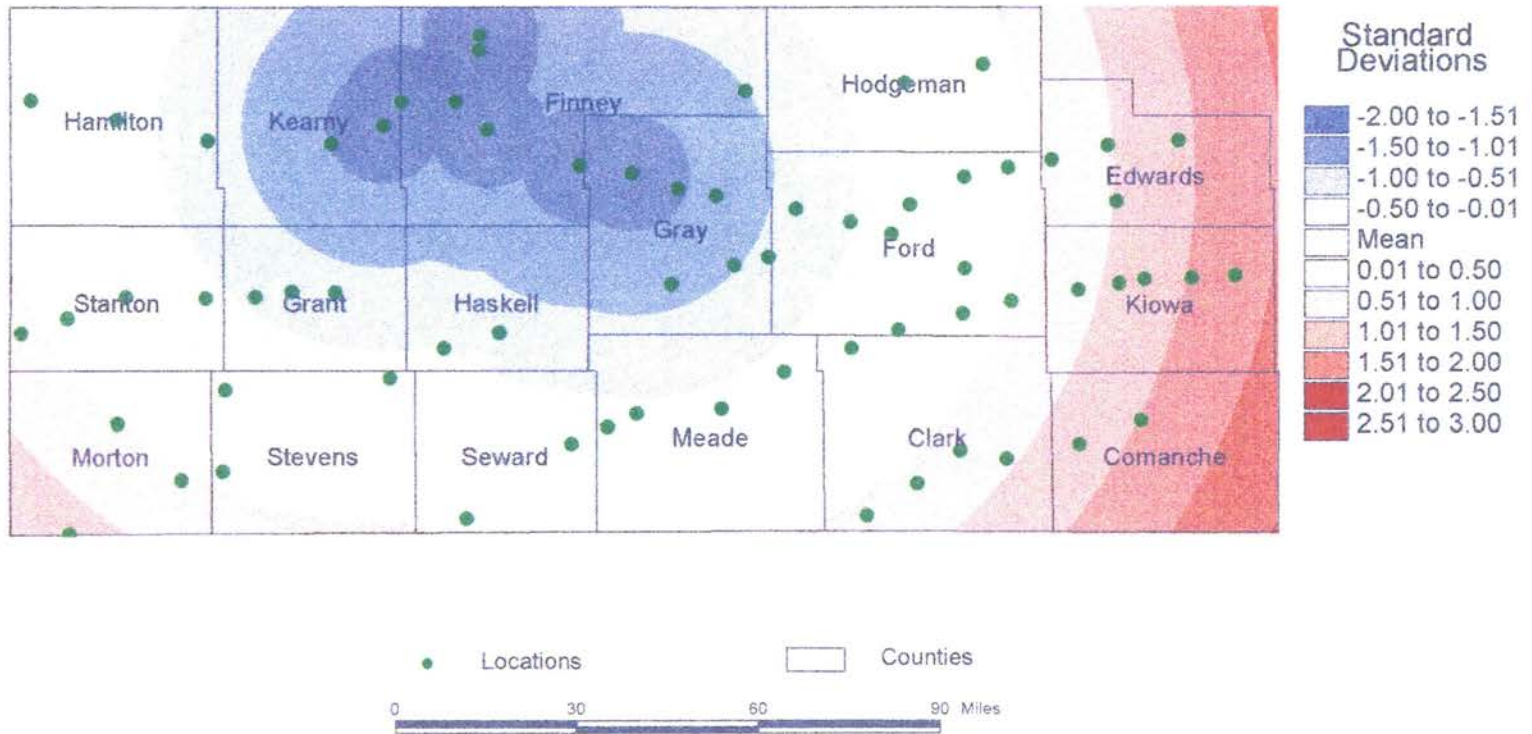 Standard
Deviations
-2.00 to -1.51
-1.50 to -1.01
-1.00 to -0.51
-0.50 to -0.01
Mean
0.01 to 0.50
0.51 to 1.00
1.01 to 1.50
1.51 to 2.00
2.01 to 2.50
2.51 to 3.00
Hamilton
Kearny
Finney
Hodgeman
Edwards
Gray
Ford
Stanton
Grant
Haskell
Kiowa
Morton
Stevens
Seward
Meade
Clark
Comanche
Locations
Counties
0 30 60 90 Miles